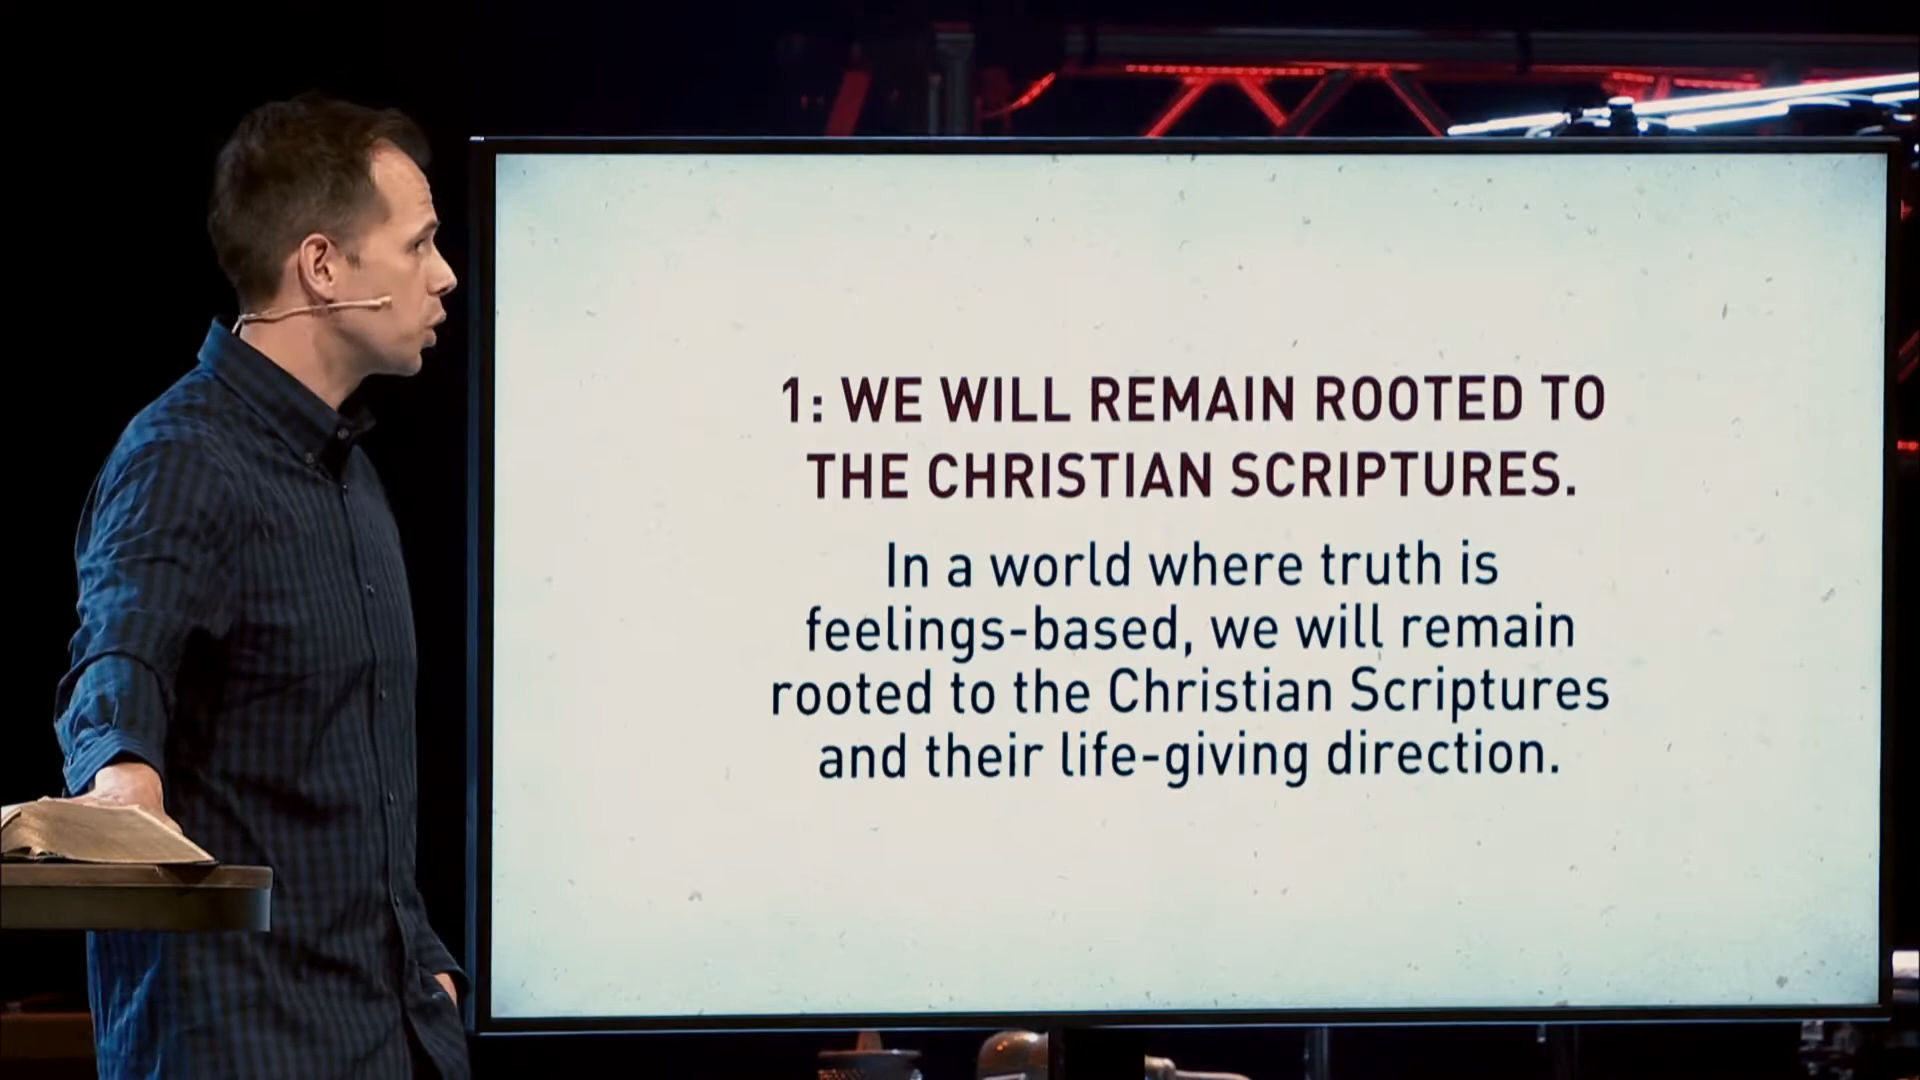 1: WE WILL REMAIN ROOTED TO
THE CHRISTIAN SCRIPTURES.
In a world where truth is
feelings-based, we will remain
rooted to the Christian Scriptures
and their life-giving direction.